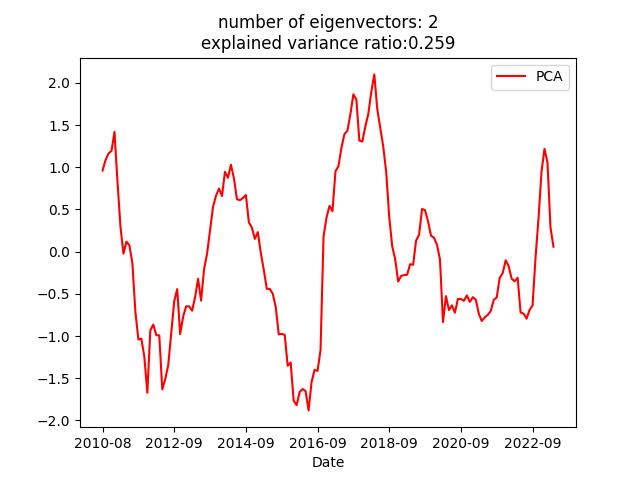 number of eigenvectors: 2
explained variance ratio:0.259
PCA
2.0
1.5
1.0
0.5
0.0
−0.5
−1.0
−1.5
−2.0
2010-08 2012-09 2014-09 2016-09 2018-09 2020-09 2022-09
Date